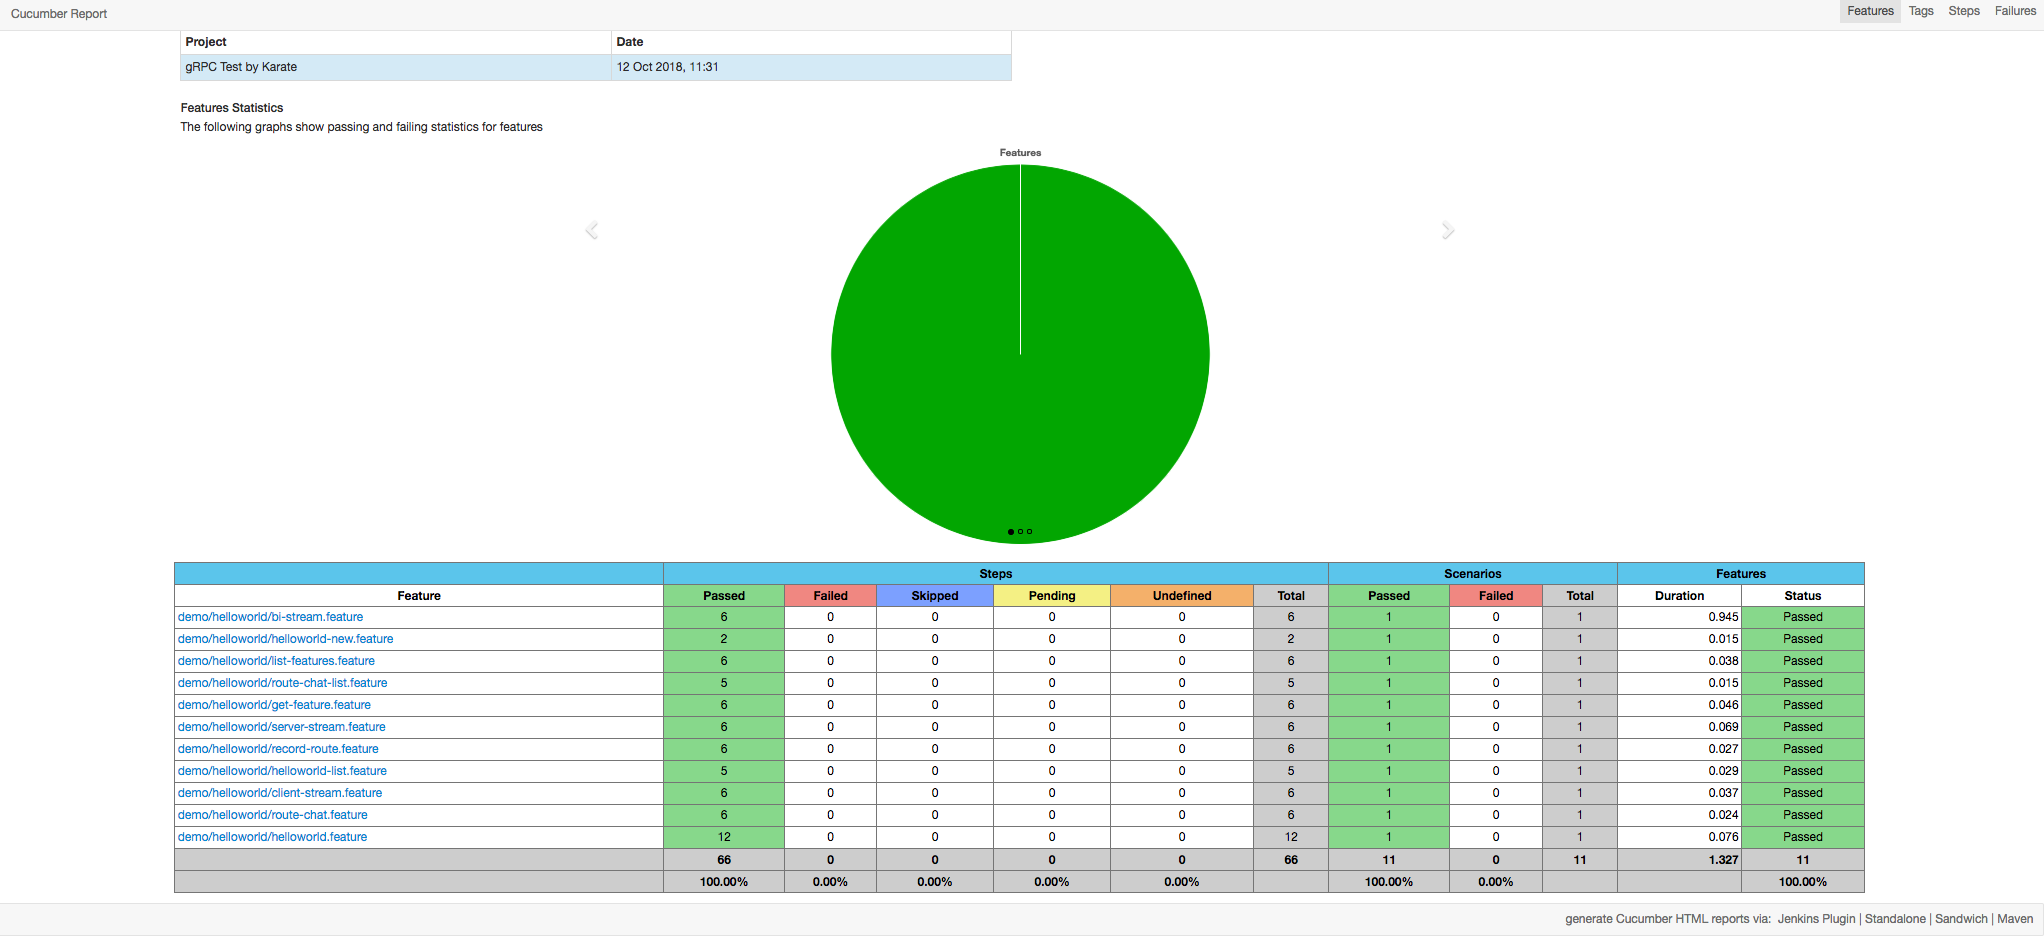 Cucumber Report Features Tags Steps Failures
Project Date
gRPC Test by Karate 12 Oct 2018, 11:31
Features Statistics
The following graphs show passing and failing statistics for features
Features
Steps Scenarios Features
Feature Passed Failed Skipped Pending Undefined Total Passed Failed Total Duration Status
demo/helloworld/bi-stream.feature 6 0 0 0 0 6 1 0 1 0.945 Passed
demo/helloworld/helloworld-new.feature 2 0 0 0 0 2 1 0 1 0.015 Passed
demo/helloworld/list-features.feature 6 0 0 0 0 6 1 0 1 0.038 Passed
demo/helloworld/route-chat-list.feature 5 0 0 0 0 5 1 0 1 0.015 Passed
demo/helloworld/get-feature.feature 6 0 0 0 0 6 1 0 1 0.046 Passed
demo/helloworld/server-stream.feature 6 0 0 0 0 6 1 0 1 0.069 Passed
demo/helloworld/record-route.feature 6 0 0 0 0 6 1 0 1 0.027 Passed
demo/helloworld/helloworld-list.feature 5 0 0 0 0 5 1 0 1 0.029 Passed
demo/helloworld/client-stream.feature 6 0 0 0 0 6 1 0 1 0.037 Passed
demo/helloworld/route-chat.feature 6 0 0 0 0 6 1 0 1 0.024 Passed
demo/helloworld/helloworld.feature 12 0 0 0 0 12 1 0 1 0.076 Passed
66 0 0 0 0 66 11 0 11 1.327 11
100.00% 0.00% 0.00% 0.00% 0.00% 100.00% 0.00% 100.00%
generate Cucumber HTML reports via: Jenkins Plugin | Standalone | Sandwich | Maven